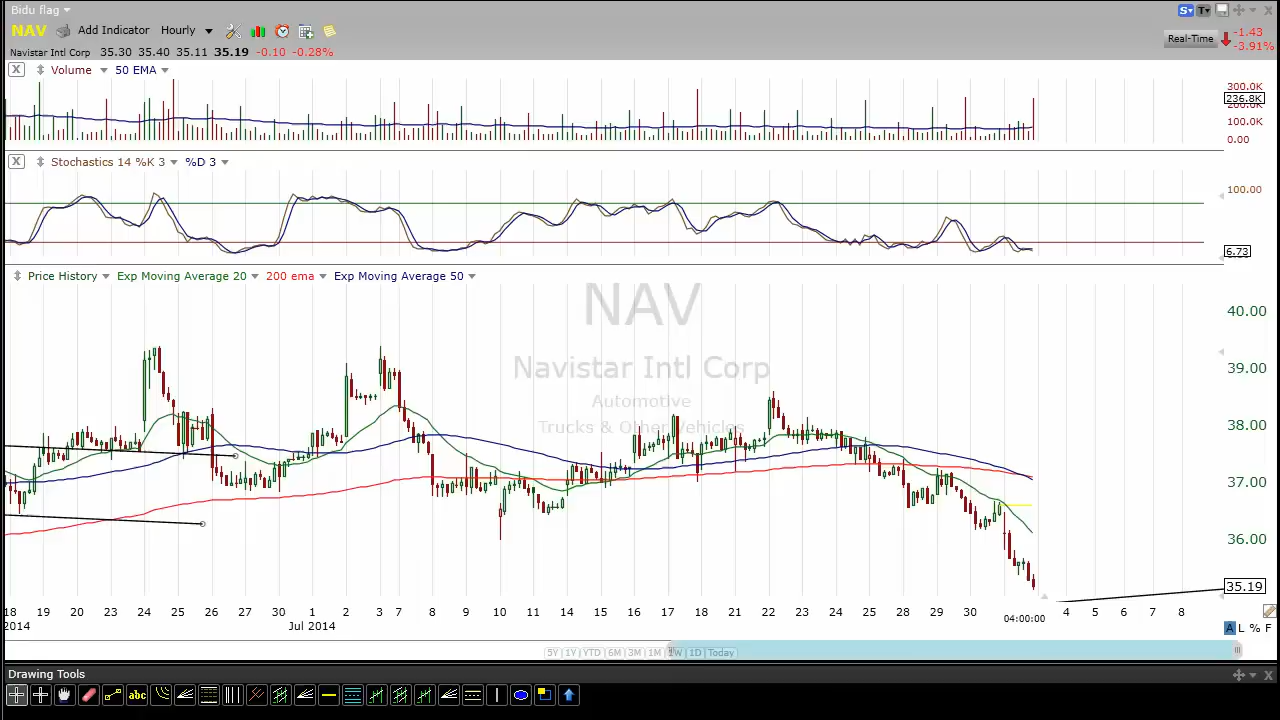 Bidu flag
S T
NAV Add Indicator Hourly
Real-Time -1.43 -3.91%
Navistar Intl Corp 35.30 35.40 35.11 35.19 -0.10 -0.28%
X Volume 50 EMA
300.0K
236.8K
200.0K
100.0K
0.00
X Stochastics 14 %K 3 %D 3
100.00
6.73
Price History Exp Moving Average 20 200 ema Exp Moving Average 50
NAV
Navistar Intl Corp
Automotive
Trucks & Other Vehicles
40.00
39.00
38.00
37.00
36.00
35.19
18 19 20 23 24 25 26 27 30 1 2 3 7 8 9 10 11 14 15 16 17 18 21 22 23 24 25 28 29 30 4 5 6 7 8
2014 Jul 2014 04:00:00
A L % F
5Y 1Y YTD 6M 3M 1M 1W 1D Today
Drawing Tools
abc